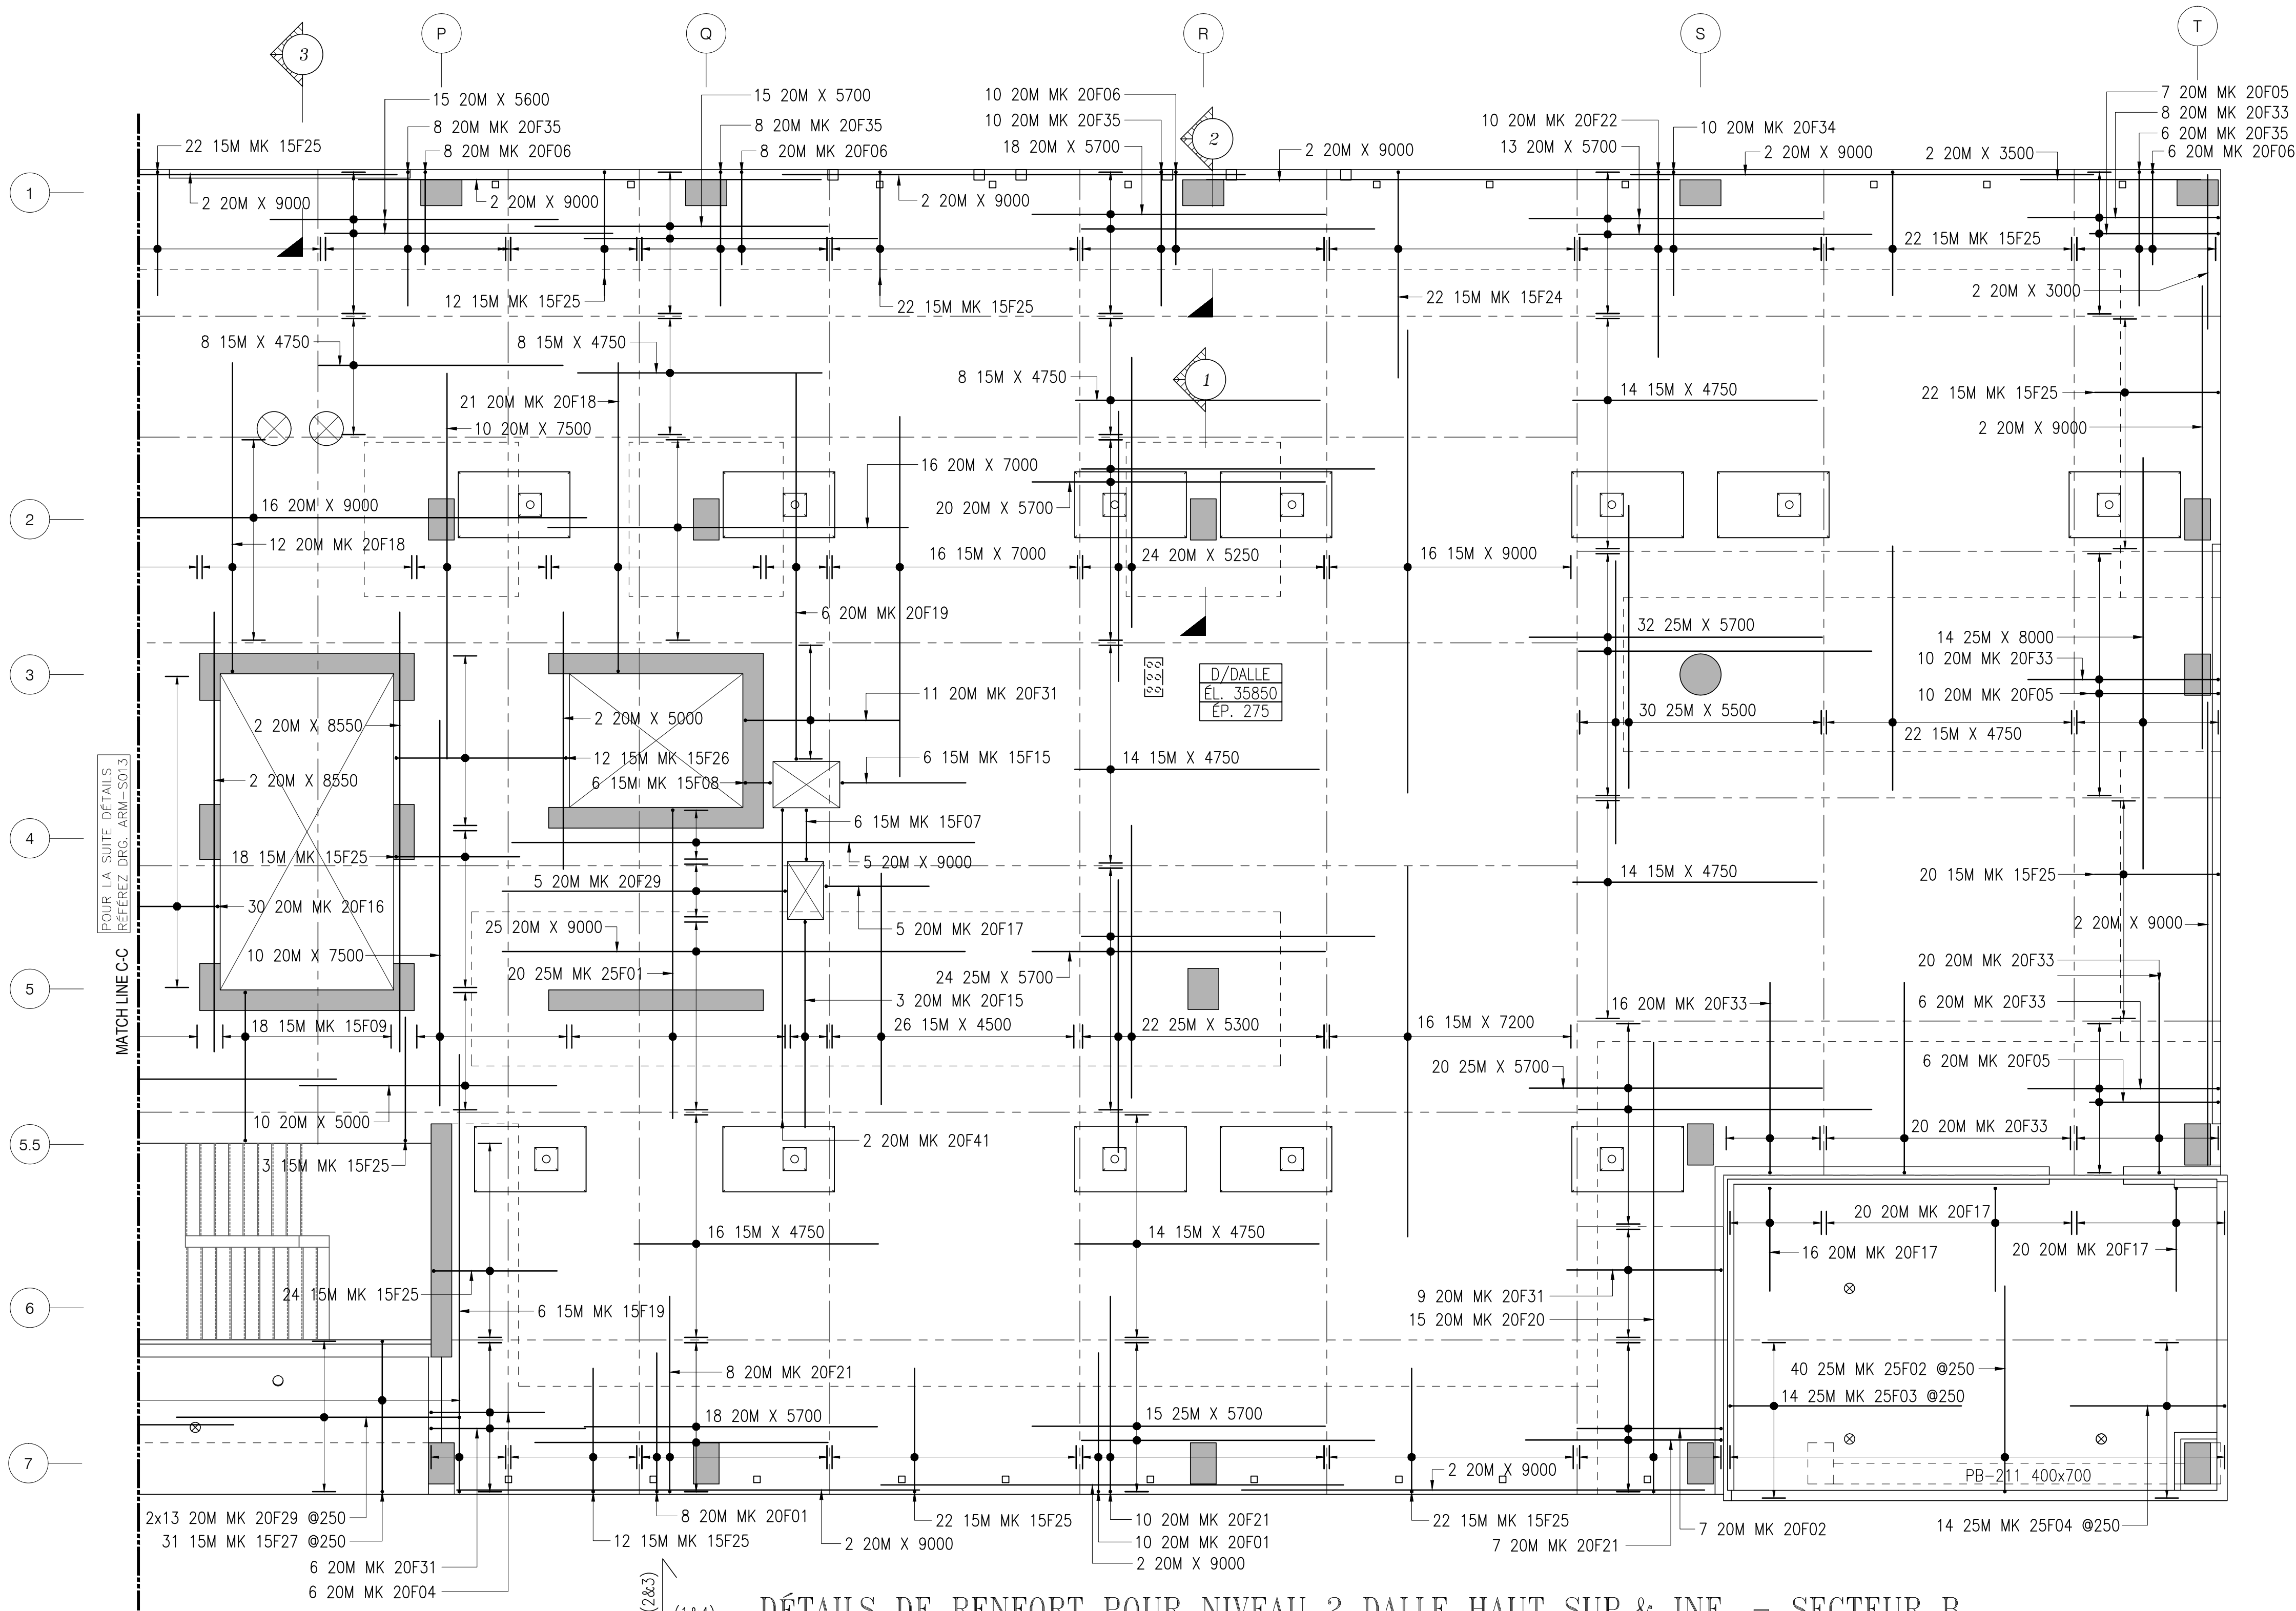 3
P
Q
R
S
T
15 20M X 5600
8 20M MK 20F35
8 20M MK 20F06
22 15M MK 15F25
15 20M X 5700
8 20M MK 20F35
8 20M MK 20F06
10 20M MK 20F06
10 20M MK 20F35
18 20M X 5700
2
2 20M X 9000
10 20M MK 20F22
13 20M X 5700
10 20M MK 20F34
2 20M X 9000
2 20M X 3500
7 20M MK 20F05
8 20M MK 20F33
6 20M MK 20F35
6 20M MK 20F06
1
2 20M X 9000
2 20M X 9000
2 20M X 9000
22 15M MK 15F25
2 20M X 3000
12 15M MK 15F25
22 15M MK 15F25
22 15M MK 15F24
8 15M X 4750
8 15M X 4750
8 15M X 4750
1
14 15M X 4750
22 15M MK 15F25
21 20M MK 20F18
10 20M X 7500
2 20M X 9000
16 20M X 7000
20 20M X 5700
2
16 20M X 9000
12 20M MK 20F18
16 15M X 7000
24 20M X 5250
16 15M X 9000
6 20M MK 20F19
32 25M X 5700
14 25M X 8000
10 20M MK 20F33
10 20M MK 20F05
3
D/DALLE
ÉL. 35850
ÉP. 275
11 20M MK 20F31
2 20M X 8550
2 20M X 5000
30 25M X 5500
22 15M X 4750
12 15M MK 15F26
6 15M MK 15F15
14 15M X 4750
2 20M X 8550
6 15M MK 15F08
POUR LA SUITE DÉTAILS
RÉFÉREZ DRG. ARM-S013
MATCH LINE C-C
4
6 15M MK 15F07
18 15M MK 15F25
5 20M X 9000
5 20M MK 20F29
14 15M X 4750
20 15M MK 15F25
30 20M MK 20F16
25 20M X 9000
5 20M MK 20F17
2 20M X 9000
10 20M X 7500
20 25M MK 25F01
24 25M X 5700
20 20M MK 20F33
5
3 20M MK 20F15
16 20M MK 20F33
6 20M MK 20F33
18 15M MK 15F09
26 15M X 4500
22 25M X 5300
16 15M X 7200
20 25M X 5700
6 20M MK 20F05
10 20M X 5000
2 20M MK 20F41
20 20M MK 20F33
5.5
3 15M MK 15F25
16 15M X 4750
14 15M X 4750
20 20M MK 20F17
16 20M MK 20F17
20 20M MK 20F17
24 15M MK 15F25
9 20M MK 20F31
6
6 15M MK 15F19
15 20M MK 20F20
8 20M MK 20F21
40 25M MK 25F02 @250
14 25M MK 25F03 @250
18 20M X 5700
15 25M X 5700
7
2 20M X 9000
PB-211 400x700
2x13 20M MK 20F29 @250
31 15M MK 15F27 @250
8 20M MK 20F01
12 15M MK 15F25
2 20M X 9000
22 15M MK 15F25
10 20M MK 20F21
10 20M MK 20F01
2 20M X 9000
22 15M MK 15F25
7 20M MK 20F21
7 20M MK 20F02
14 25M MK 25F04 @250
6 20M MK 20F31
6 20M MK 20F04
(2&3)
(1&4)
DÉTAILS DE RENFORT POUR NIVEAU 2 DALLE HAUT SUP.& INF. - SECTEUR B